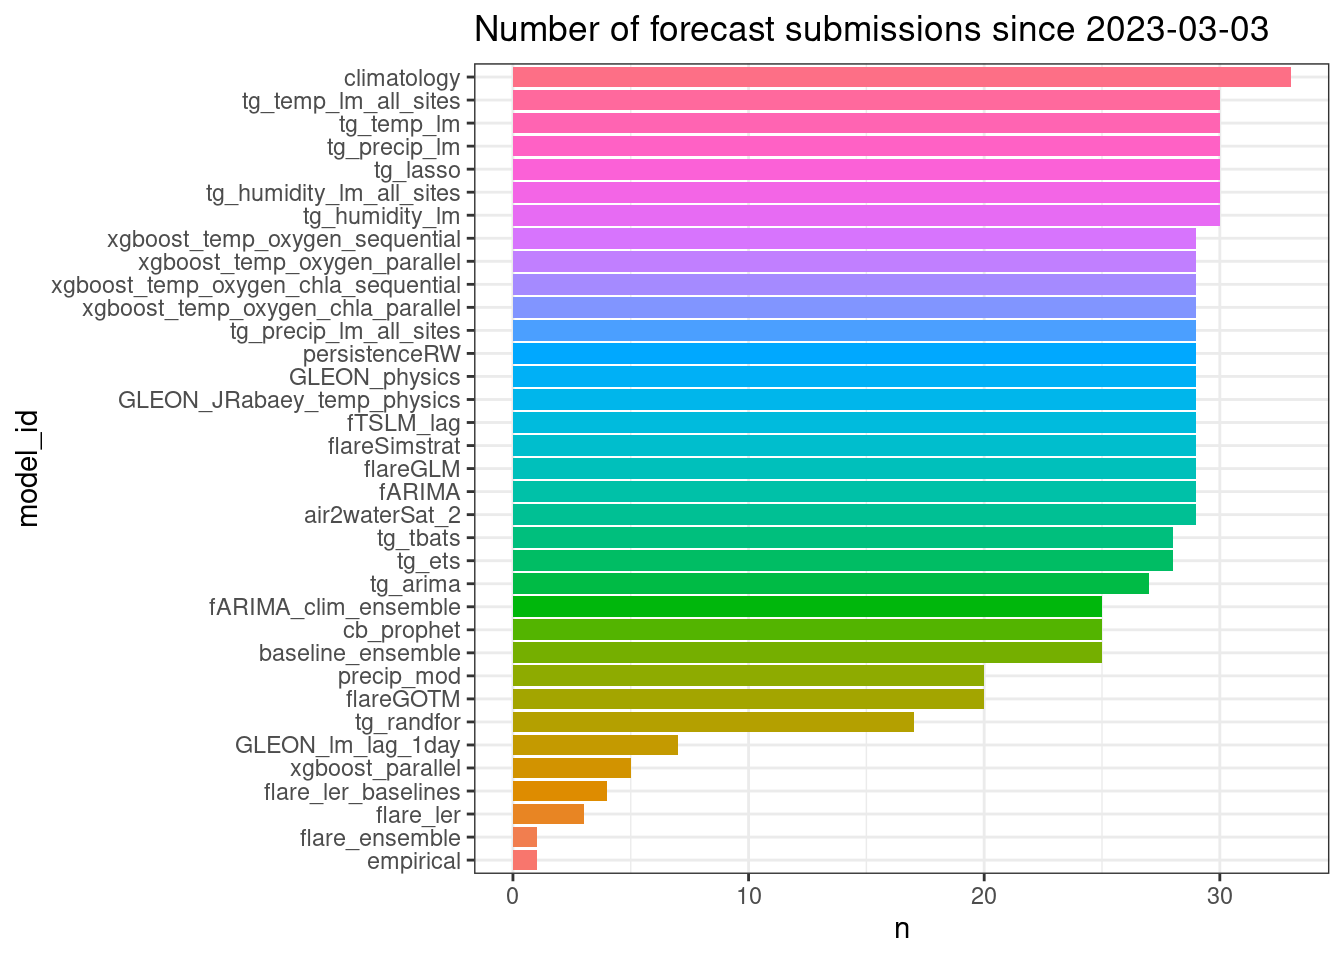 Number of forecast submissions since 2023-03-03
climatology
tg_temp_lm_all_sites
tg_temp_lm
tg_precip_lm
tg_lasso
tg_humidity_lm_all_sites
tg_humidity_lm
xgboost_temp_oxygen_sequential
xgboost_temp_oxygen_parallel
xgboost_temp_oxygen_chla_sequential
xgboost_temp_oxygen_chla_parallel
tg_precip_lm_all_sites
persistenceRW
GLEON_physics
GLEON_JRabaey_temp_physics
fTSLM_lag
flareSimstrat
flareGLM
fARIMA
air2waterSat_2
tg_tbats
tg_ets
tg_arima
fARIMA_clim_ensemble
cb_prophet
baseline_ensemble
precip_mod
flareGOTM
tg_randfor
GLEON_lm_lag_1day
xgboost_parallel
flare_ler_baselines
flare_ler
flare_ensemble
empirical
model_id
0 10 20 30
n